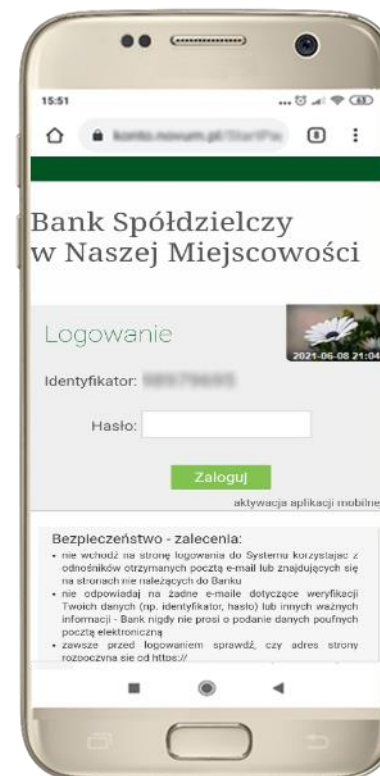 15:51
Bank Spółdzielczy
w Naszej Miejscowości
Logowanie
2021-06-08 21:04
Identyfikator:
Hasło:
Zaloguj
aktywacja aplikacji mobilne
Bezpieczeństwo - zalecenia:
• nie wchodź na stronę logowania do Systemu korzystając z
odnośników otrzymanych pocztą e-mail lub znajdujących się
na stronach nie należących do Banku
• nie odpowiadaj na żadne e-maile dotyczące weryfikacji
Twoich danych (np. identyfikator, hasło) lub innych ważnych
informacji - Bank nigdy nie prosi o podanie danych poufnych
pocztą elektroniczną
• zawsze przed logowaniem sprawdź, czy adres strony
rozpoczyna się od https://